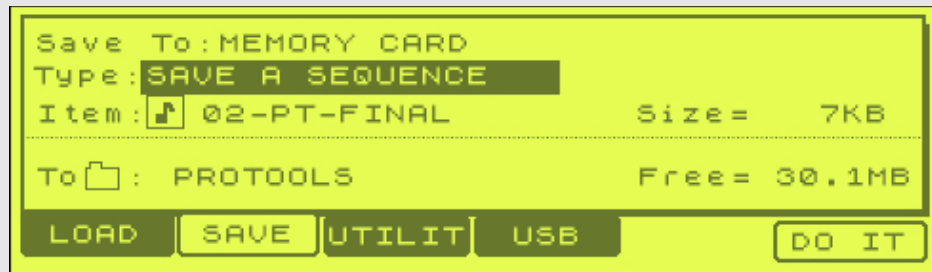 Save To:MEMORY CARD
Type:SAVE A SEQUENCE
Item: 02-PT-FINAL Size= 7KB
To : PROTOOLS Free= 30.1MB
LOAD SAVE UTILIT USB DO IT